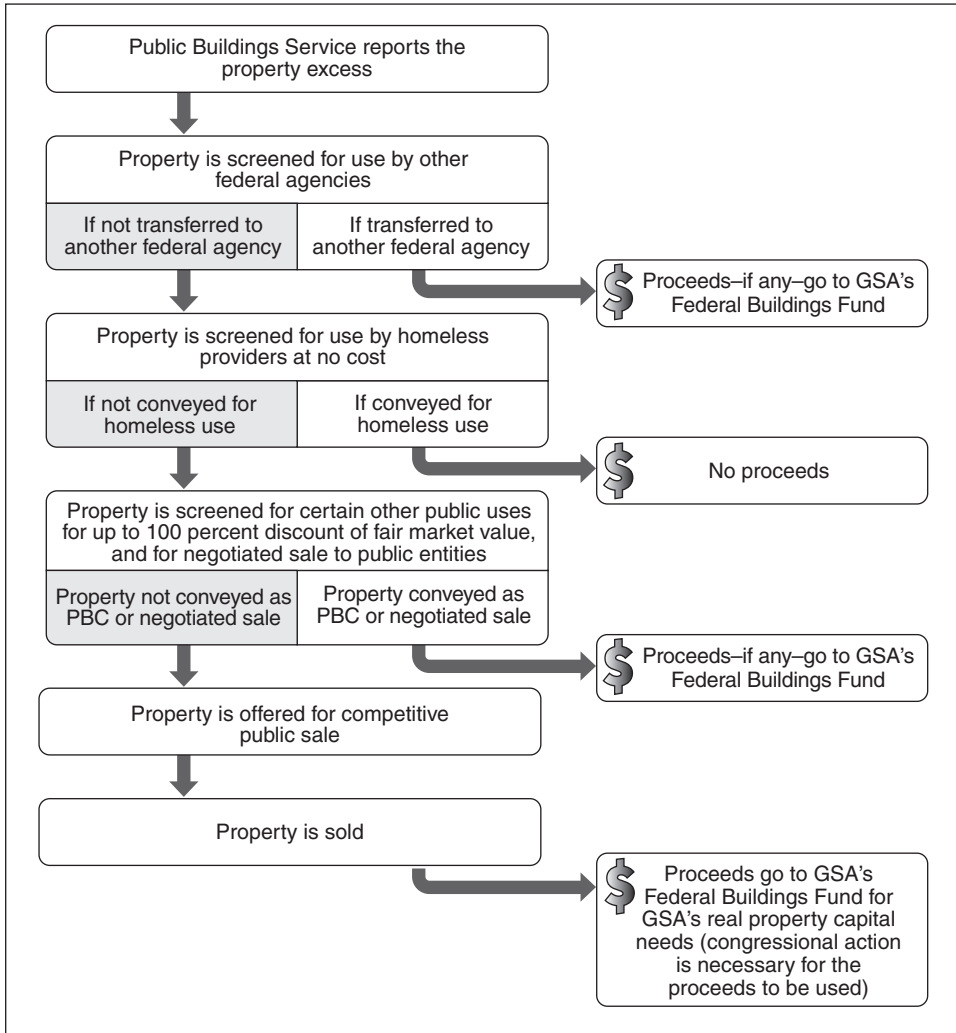 Public Buildings Service reports the
property excess
Property is screened for use by other
federal agencies
If not transferred to
another federal agency
If transferred to
another federal agency
$ Proceeds–if any–go to GSA's
Federal Buildings Fund
Property is screened for use by homeless
providers at no cost
If not conveyed for
homeless use
If conveyed for
homeless use
$ No proceeds
Property is screened for certain other public uses
for up to 100 percent discount of fair market value,
and for negotiated sale to public entities
Property not conveyed as
PBC or negotiated sale
Property conveyed as
PBC or negotiated sale
$ Proceeds–if any–go to GSA's
Federal Buildings Fund
Property is offered for competitive
public sale
Property is sold
$ Proceeds go to GSA's
Federal Buildings Fund for
GSA's real property capital
needs (congressional action
is necessary for the
proceeds to be used)